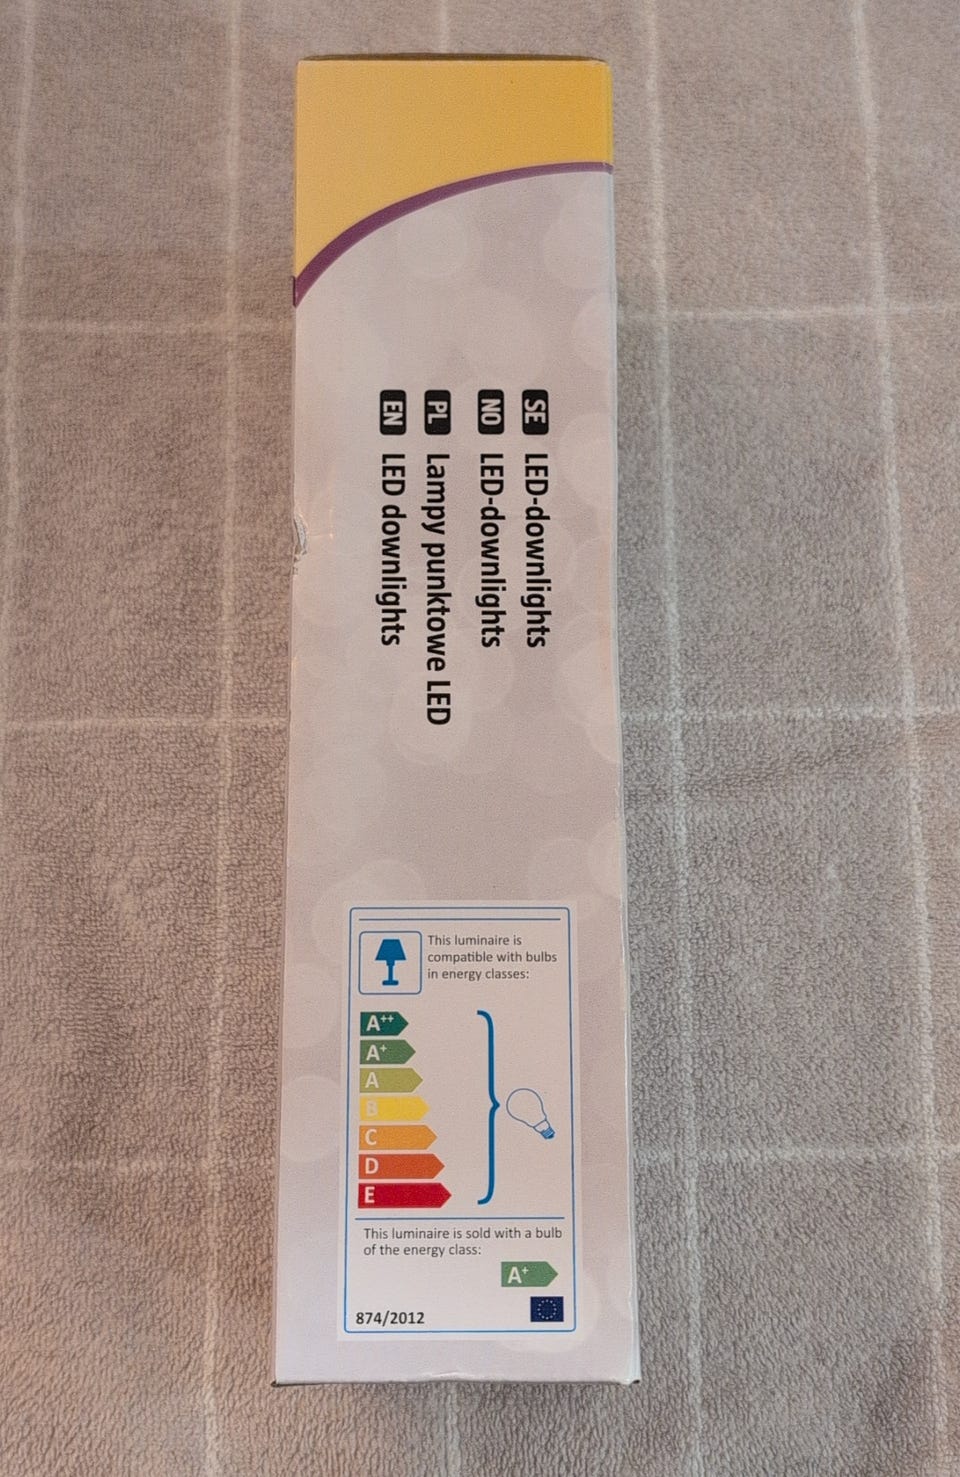 SE LED-downlights
NO LED-downlights
PL Lampy punktowe LED
EN LED downlights
This luminaire is
compatible with bulbs
in energy classes:
A++
A+
A
B
C
D
E
This luminaire is sold with a bulb
of the energy class:
A+
874/2012